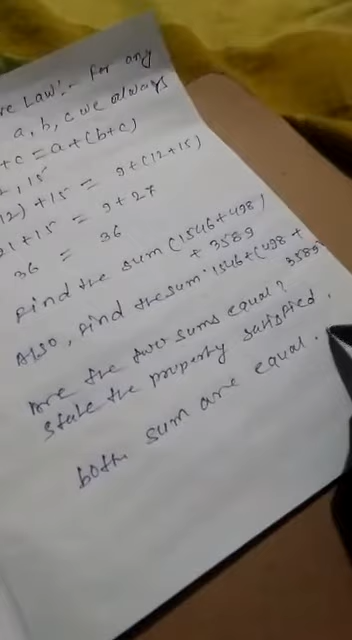 ve Law:- For any
a, b, c we always
+c = a+(b+c)
, 15
12) + 15 = 9+(12+15)
21 + 15 = 9+27
36 = 36
Find the sum (1546+498)
+ 3589
Also, Find the sum 1546+(498+
3589)
Are the two sums equal?
State the property satisfied.
both sum are equal.